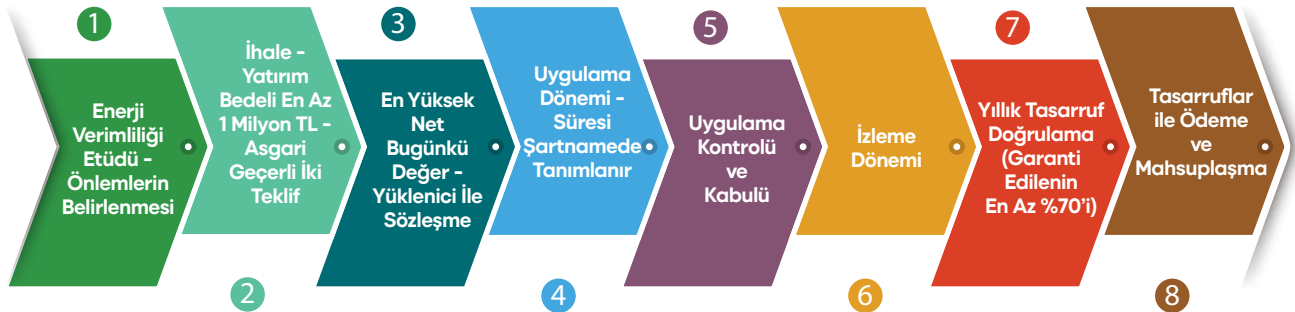 1
Enerji
Verimliliği
Etüdü -
Önlemlerin
Belirlenmesi
2
İhale -
Yatırım
Bedeli En Az
1 Milyon TL -
Asgari
Geçerli İki
Teklif
3
En Yüksek
Net
Bugünkü
Değer -
Yüklenici İle
Sözleşme
4
Uygulama
Dönemi -
Süresi
Şartnamede
Tanımlanır
5
Uygulama
Kontrolü
ve
Kabulü
6
İzleme
Dönemi
7
Yıllık Tasarruf
Doğrulama
(Garanti
Edilenin
En Az %70'i)
8
Tasarruflar
ile Ödeme
ve
Mahsuplaşma